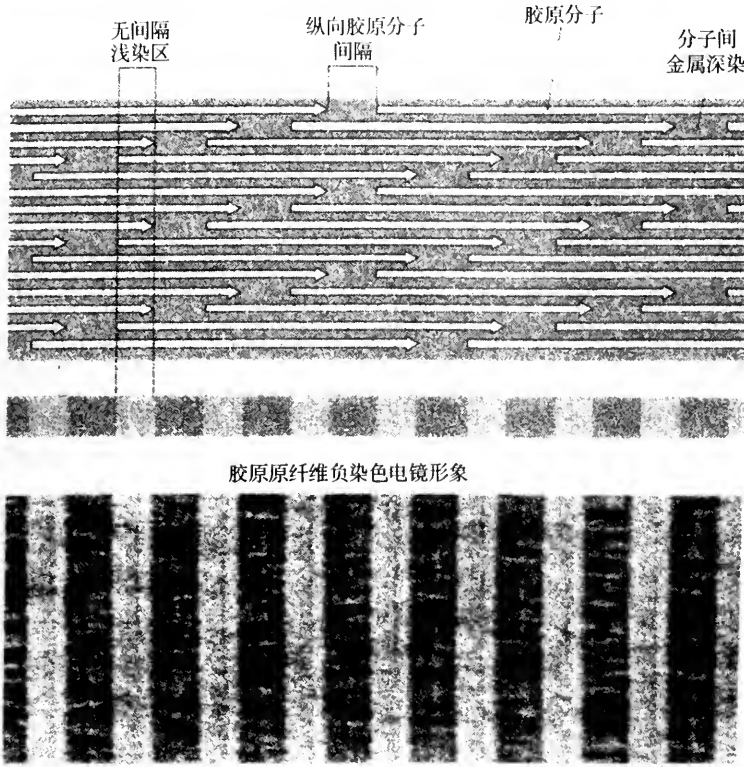 无间隔
浅染区
纵向胶原分子
间隔
胶原分子
分子间
金属深染
胶原原纤维负染色电镜形象